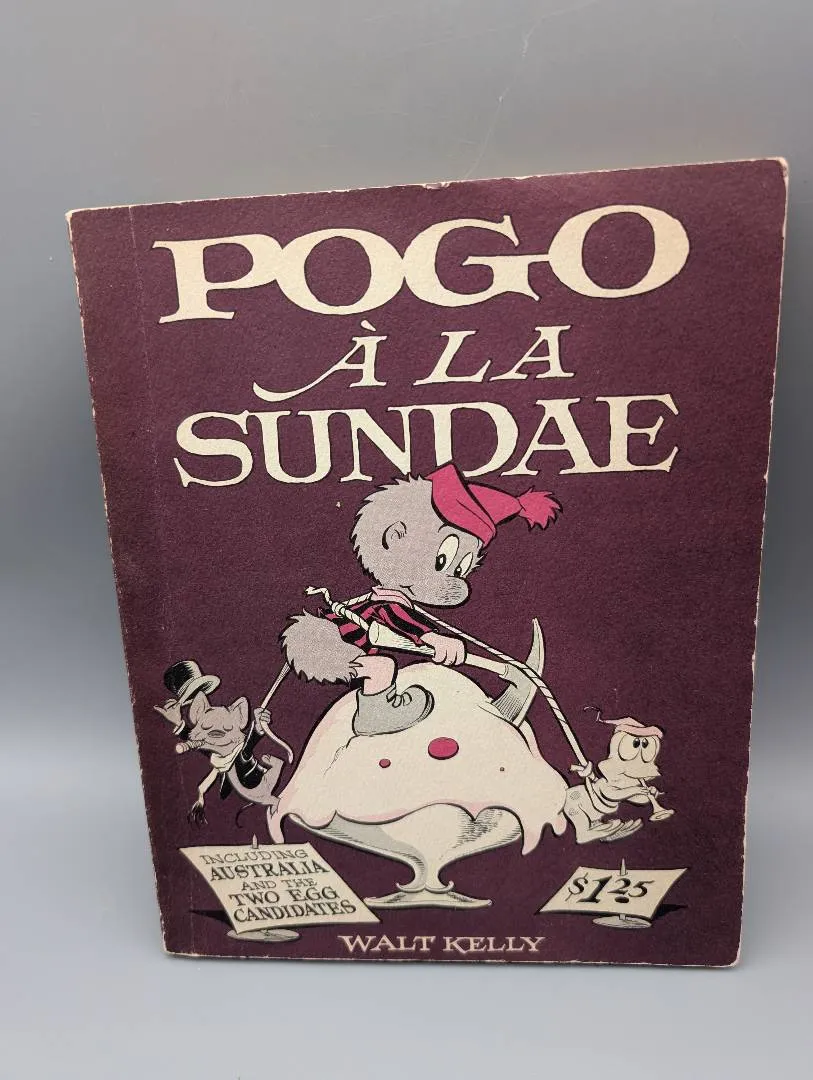 POGO
À LA
SUNDAE
INCLUDING
AUSTRALIA
AND THE
TWO EGG
CANDIDATES
$1.25
WALT KELLY